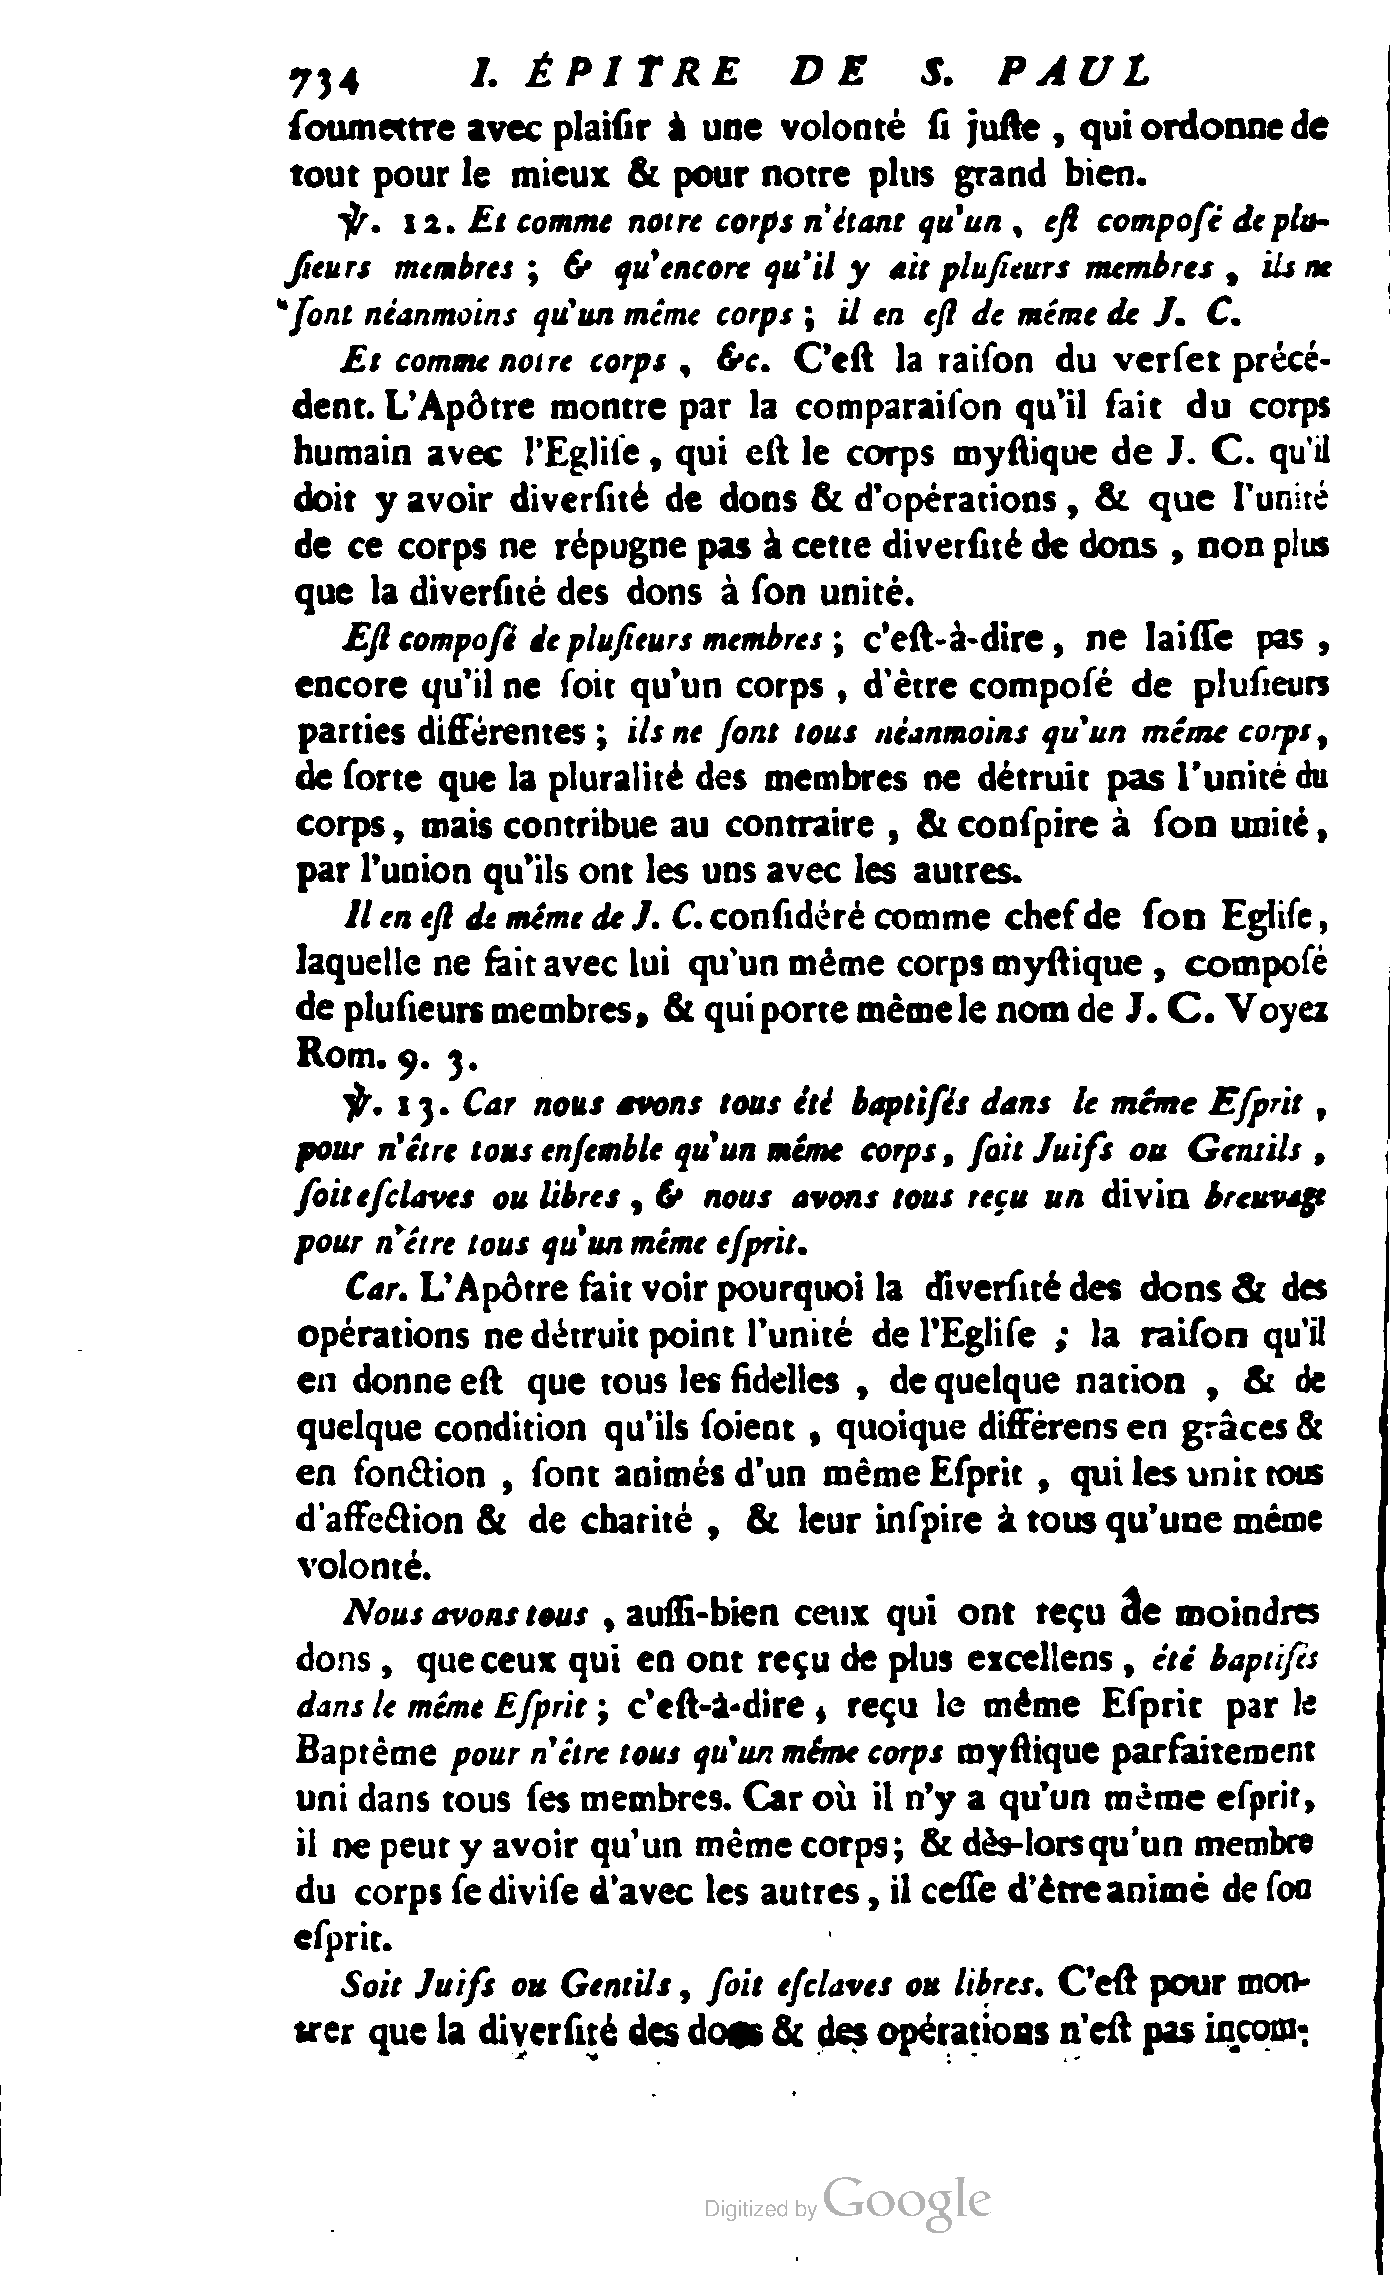 734 I. ÉPITRE DE S. PAUL
ſoumettre avec plaiſir à une volonté ſi juſte , qui ordonne de
tout pour le mieux & pour notre plus grand bien.
℣. 12. Et comme notre corps n'étant qu'un , eſt compoſé de plu-
ſieurs membres ; & qu'encore qu'il y ait pluſieurs membres , ils ne
ſont néanmoins qu'un même corps ; il en eſt de même de J. C.
Et comme notre corps , &c. C'eſt la raiſon du verſet précé-
dent. L'Apôtre montre par la comparaiſon qu'il fait du corps
humain avec l'Egliſe, qui eſt le corps myſtique de J. C. qu'il
doit y avoir diverſité de dons & d'opérations , & que l'unité
de ce corps ne répugne pas à cette diverſité de dons , non plus
que la diverſité des dons à ſon unité.
Eſt compoſé de pluſieurs membres ; c'eſt-à-dire , ne laiſſe pas ,
encore qu'il ne ſoit qu'un corps , d'être compoſé de pluſieurs
parties différentes ; ils ne ſont tous néanmoins qu'un même corps,
de ſorte que la pluralité des membres ne détruit pas l'unité du
corps, mais contribue au contraire , & conſpire à ſon unité,
par l'union qu'ils ont les uns avec les autres.
Il en eſt de même de J. C. conſidéré comme chef de ſon Egliſe,
laquelle ne fait avec lui qu'un même corps myſtique , compoſé
de pluſieurs membres, & qui porte même le nom de J. C. Voyez
Rom. 9. 3.
℣. 13. Car nous avons tous été baptiſés dans le même Eſprit ,
pour n'être tous enſemble qu'un même corps, ſoit Juifs ou Gentils ,
ſoit eſclaves ou libres , & nous avons tous reçu un divin breuvage
pour n'être tous qu'un même eſprit.
Car. L'Apôtre fait voir pourquoi la diverſité des dons & des
opérations ne détruit point l'unité de l'Egliſe ; la raiſon qu'il
en donne eſt que tous les fidelles , de quelque nation , & de
quelque condition qu'ils ſoient , quoique différens en grâces &
en fonction , ſont animés d'un même Eſprit , qui les unit tous
d'affection & de charité , & leur inſpire à tous qu'une même
volonté.
Nous avons tous , auſſi-bien ceux qui ont reçu de moindres
dons , que ceux qui en ont reçu de plus excellens , été baptiſés
dans le même Eſprit ; c'eſt-à-dire , reçu le même Eſprit par le
Baptême pour n'être tous qu'un même corps myſtique parfaitement
uni dans tous ſes membres. Car où il n'y a qu'un même eſprit,
il ne peut y avoir qu'un même corps; & dès-lors qu'un membre
du corps ſe diviſe d'avec les autres , il ceſſe d'être animé de ſon
eſprit.
Soit Juifs ou Gentils , ſoit eſclaves ou libres. C'eſt pour mon-
trer que la diverſité des dons & des opérations n'eſt pas incom-
Digitized by Google